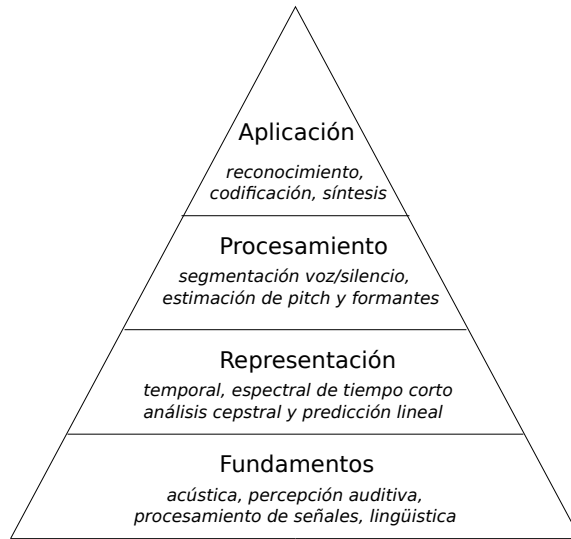 Aplicación
reconocimiento,
codificación, síntesis
Procesamiento
segmentación voz/silencio,
estimación de pitch y formantes
Representación
temporal, espectral de tiempo corto
análisis cepstral y predicción lineal
Fundamentos
acústica, percepción auditiva,
procesamiento de señales, lingüistica